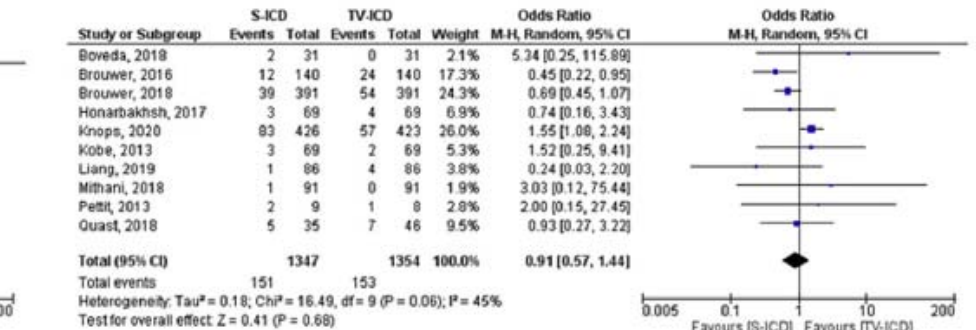 S-ICD TV-ICD Odds Ratio Odds Ratio
Study or Subgroup Events Total Events Total Weight M-H, Random, 95% CI M-H, Random, 95% CI
Boveda, 2018 2 31 0 31 2.1% 5.34 [0.25, 115.89]
Brouwer, 2016 12 140 24 140 17.3% 0.45 [0.22, 0.95]
Brouwer, 2018 39 391 54 391 24.3% 0.69 [0.45, 1.07]
Honarbakhsh, 2017 3 69 4 69 6.9% 0.74 [0.16, 3.43]
Knops, 2020 83 426 57 423 26.0% 1.55 [1.08, 2.24]
Kobe, 2013 3 69 2 69 5.3% 1.52 [0.25, 9.41]
Liang, 2019 1 86 4 86 3.8% 0.24 [0.03, 2.20]
Mithani, 2018 1 91 0 91 1.9% 3.03 [0.12, 75.44]
Pettit, 2013 2 9 1 8 2.8% 2.00 [0.15, 27.45]
Quast, 2018 5 35 7 46 9.5% 0.93 [0.27, 3.22]
Total (95% CI) 1347 1354 100.0% 0.91 [0.57, 1.44]
Total events 151 153
Heterogeneity: Tau² = 0.18; Chi² = 16.49, df = 9 (P = 0.06); I² = 45%
Test for overall effect: Z = 0.41 (P = 0.68)
0.005 0.1 1 10 200
Favours [S-ICD] Favours [TV-ICD]